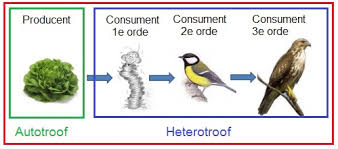 Producent
Consument
1e orde
Consument
2e orde
Consument
3e orde
Autotroof
Heterotroof